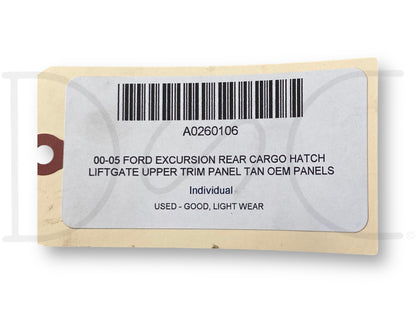 A0260106
00-05 FORD EXCURSION REAR CARGO HATCH
LIFTGATE UPPER TRIM PANEL TAN OEM PANELS
Individual
USED - GOOD, LIGHT WEAR